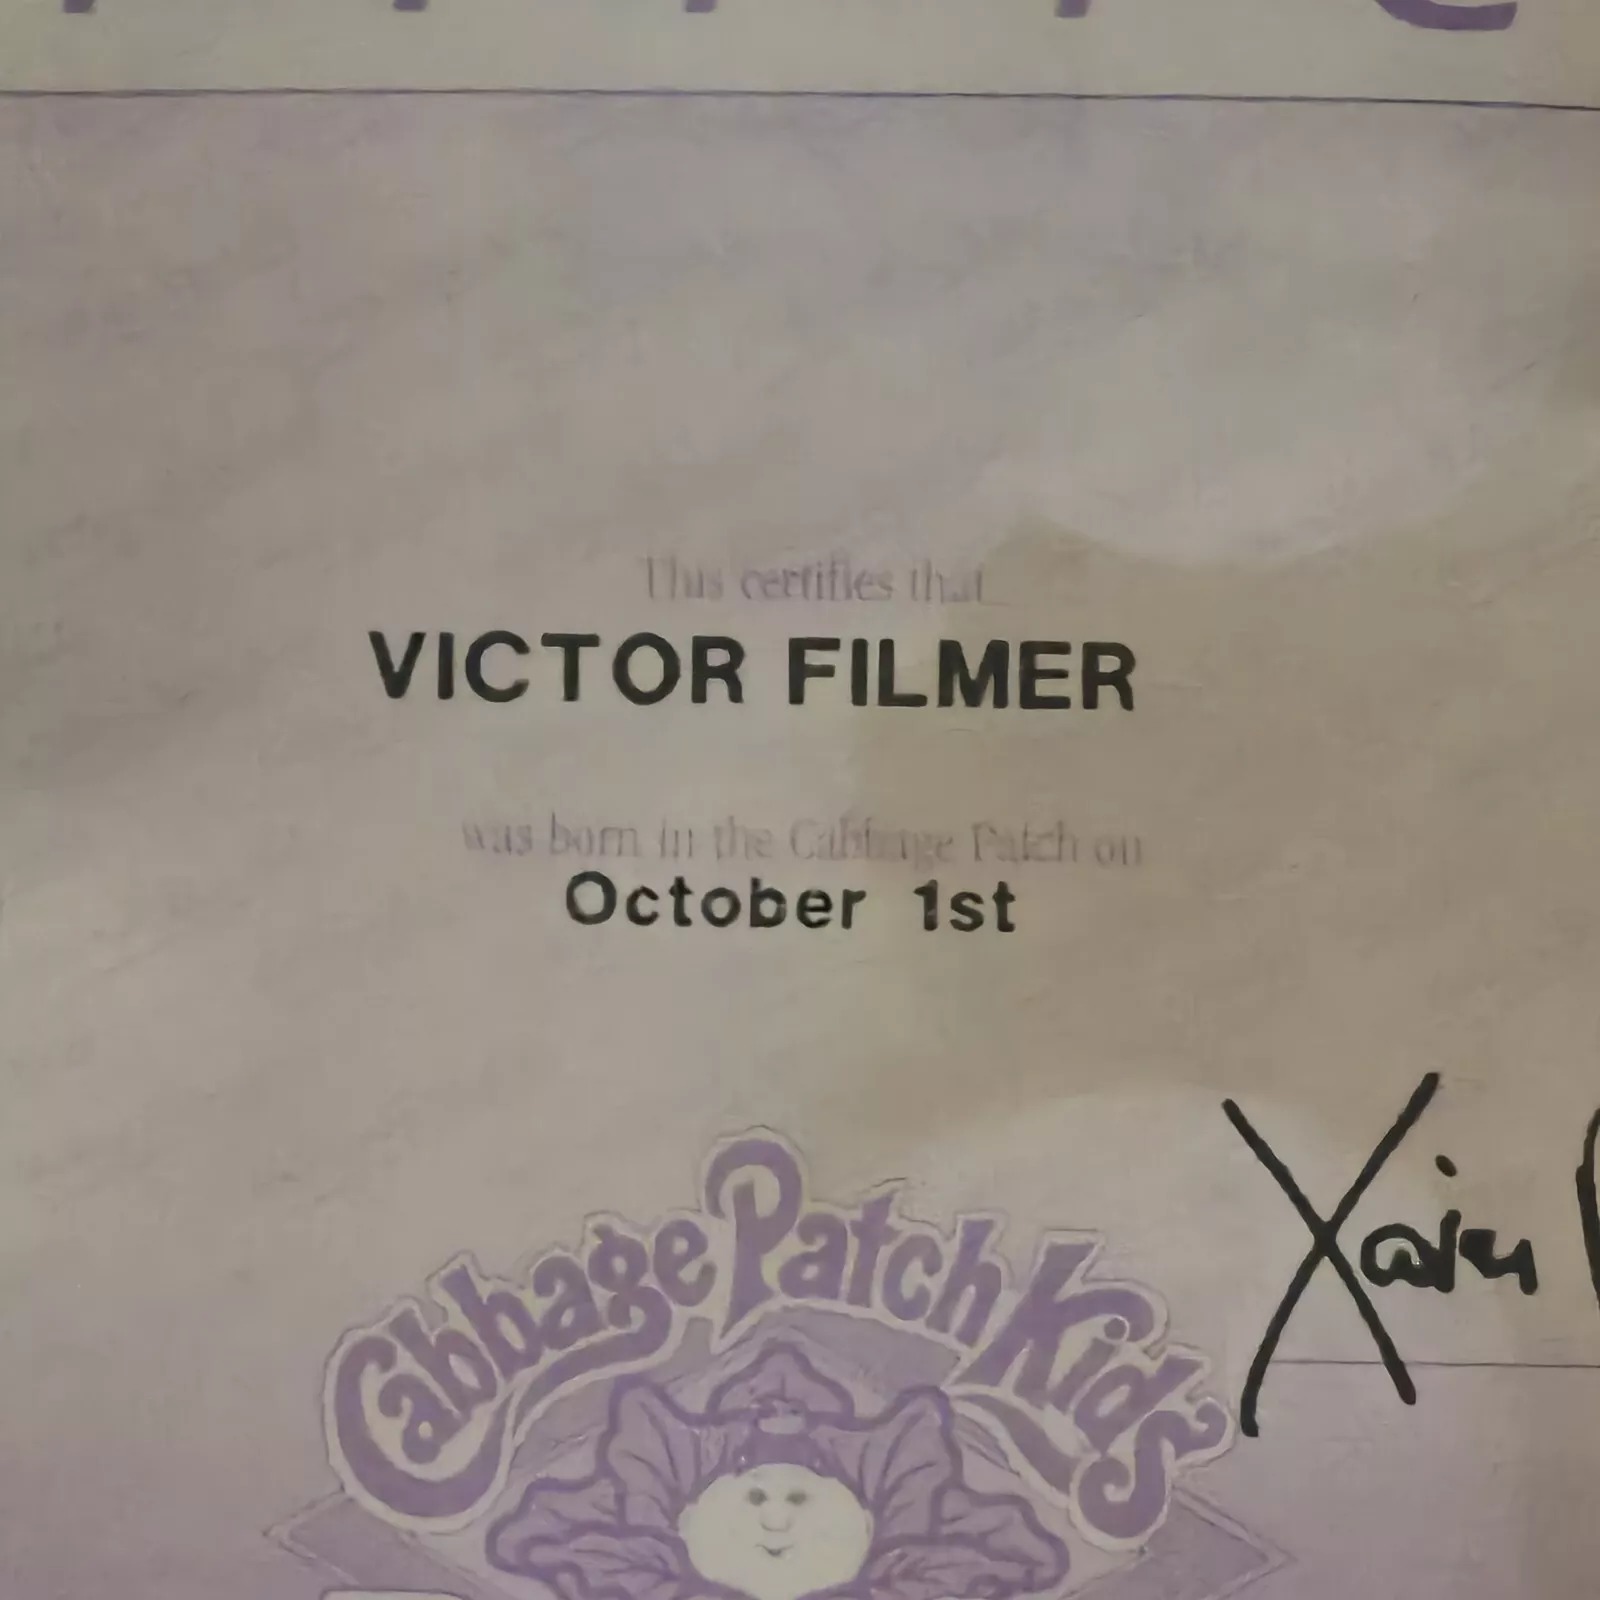 This certifies that
VICTOR FILMER
was born in the Cabbage Patch on
October 1st
Cabbage Patch Kids